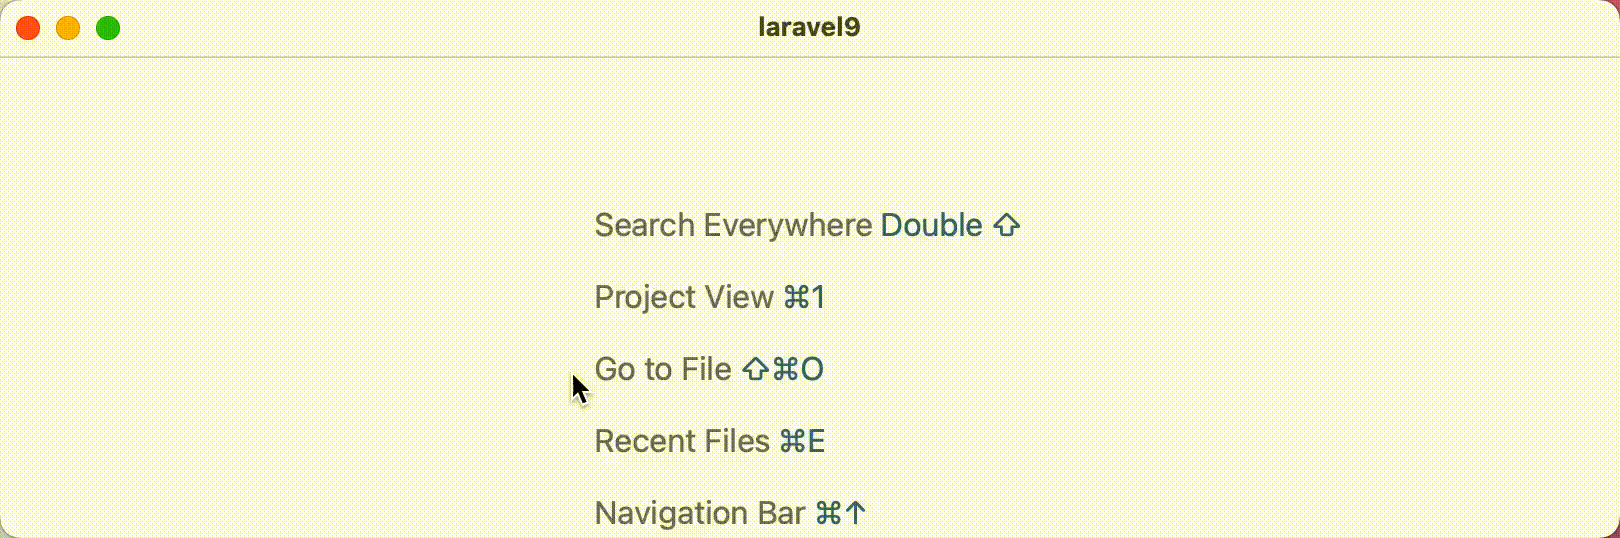 laravel9
Search Everywhere Double ⇧
Project View ⌘1
Go to File ⇧⌘O
Recent Files ⌘E
Navigation Bar ⌘↑